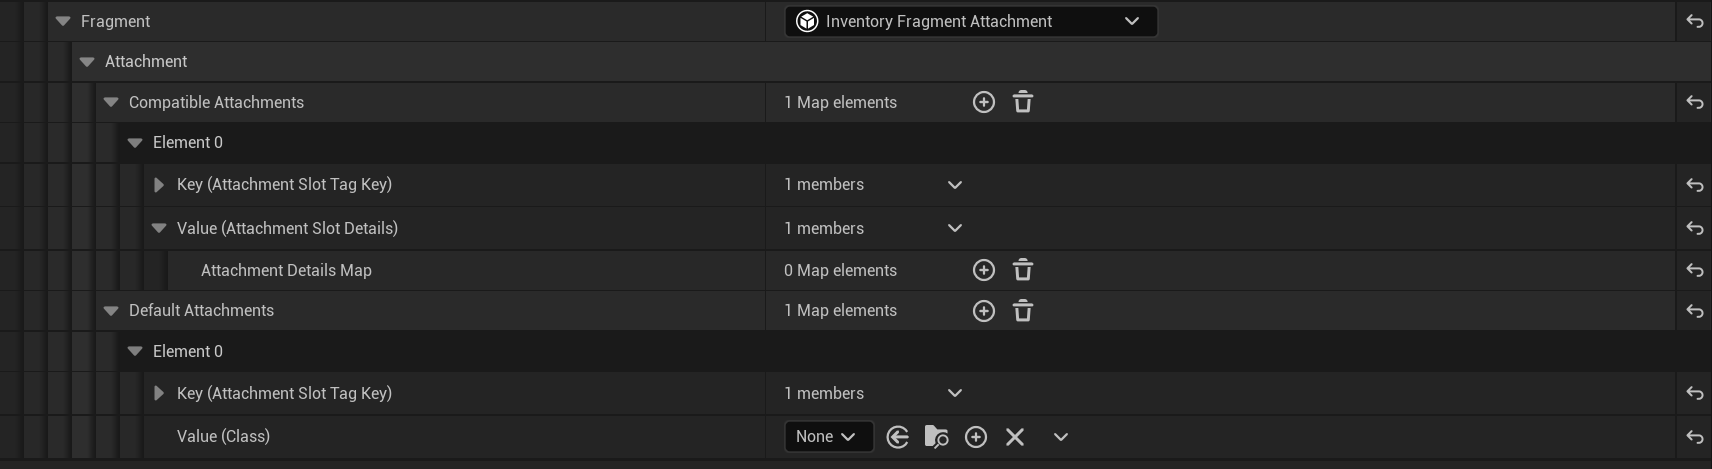 Fragment
Inventory Fragment Attachment
Attachment
Compatible Attachments
1 Map elements
Element 0
Key (Attachment Slot Tag Key)
1 members
Value (Attachment Slot Details)
1 members
Attachment Details Map
0 Map elements
Default Attachments
1 Map elements
Element 0
Key (Attachment Slot Tag Key)
1 members
Value (Class)
None